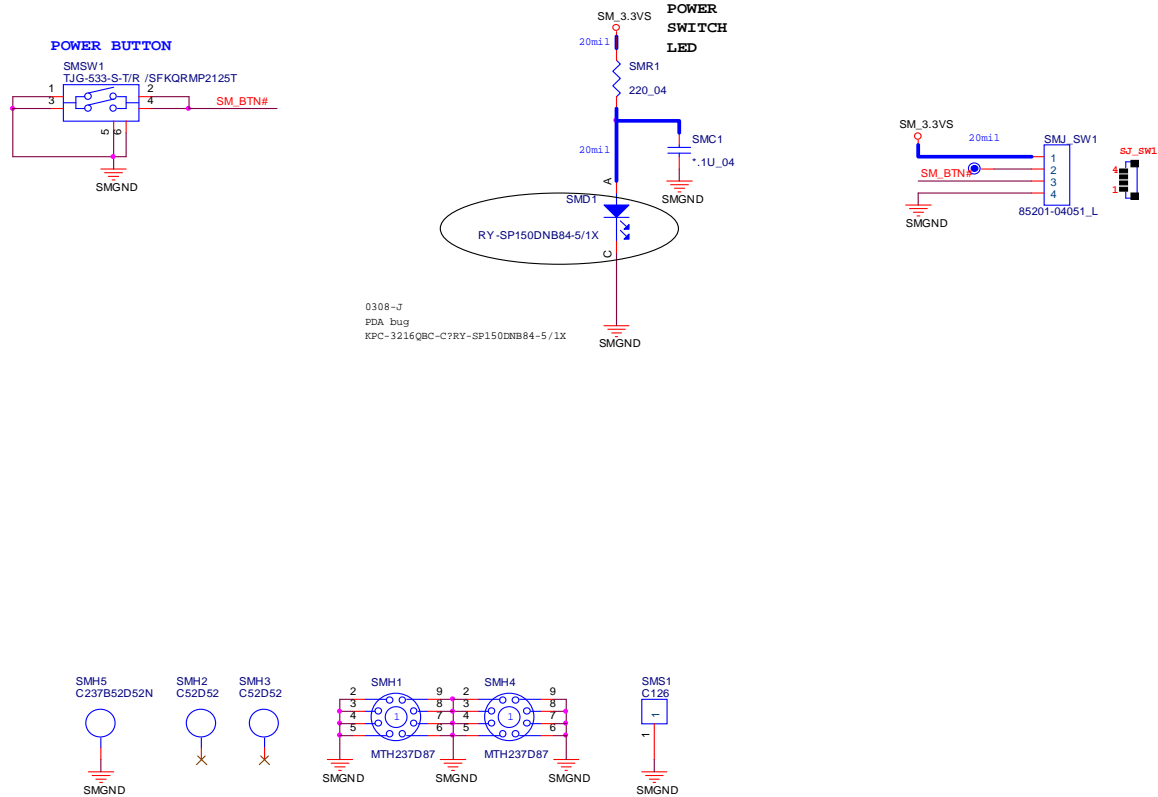 POWER BUTTON
SMSW1
TJG-533-S-T/R /SFKQRMP2125T
1
2
3
4
SM_BTN#
5
6
SMGND
SM_3.3VS
POWER
SWITCH
LED
20mil
SMR1
220_04
20mil
SMC1
*.1U_04
SMGND
A
SMD1
RY-SP150DNB84-5/1X
C
SMGND
0308-J
PDA bug
KPC-3216QBC-C?RY-SP150DNB84-5/1X
SM_3.3VS
20mil
SMJ_SW1
SM_BTN#
1
2
3
4
85201-04051_L
SMGND
SJ_SW1
4
1
SMH5
C237B52D52N
SMGND
SMH2
C52D52
SMH3
C52D52
SMH1
2
3
4
5
1
9
8
7
6
MTH237D87
SMGND
SMH4
2
3
4
5
1
9
8
7
6
MTH237D87
SMGND
SMGND
SMS1
C126
1
1
SMGND